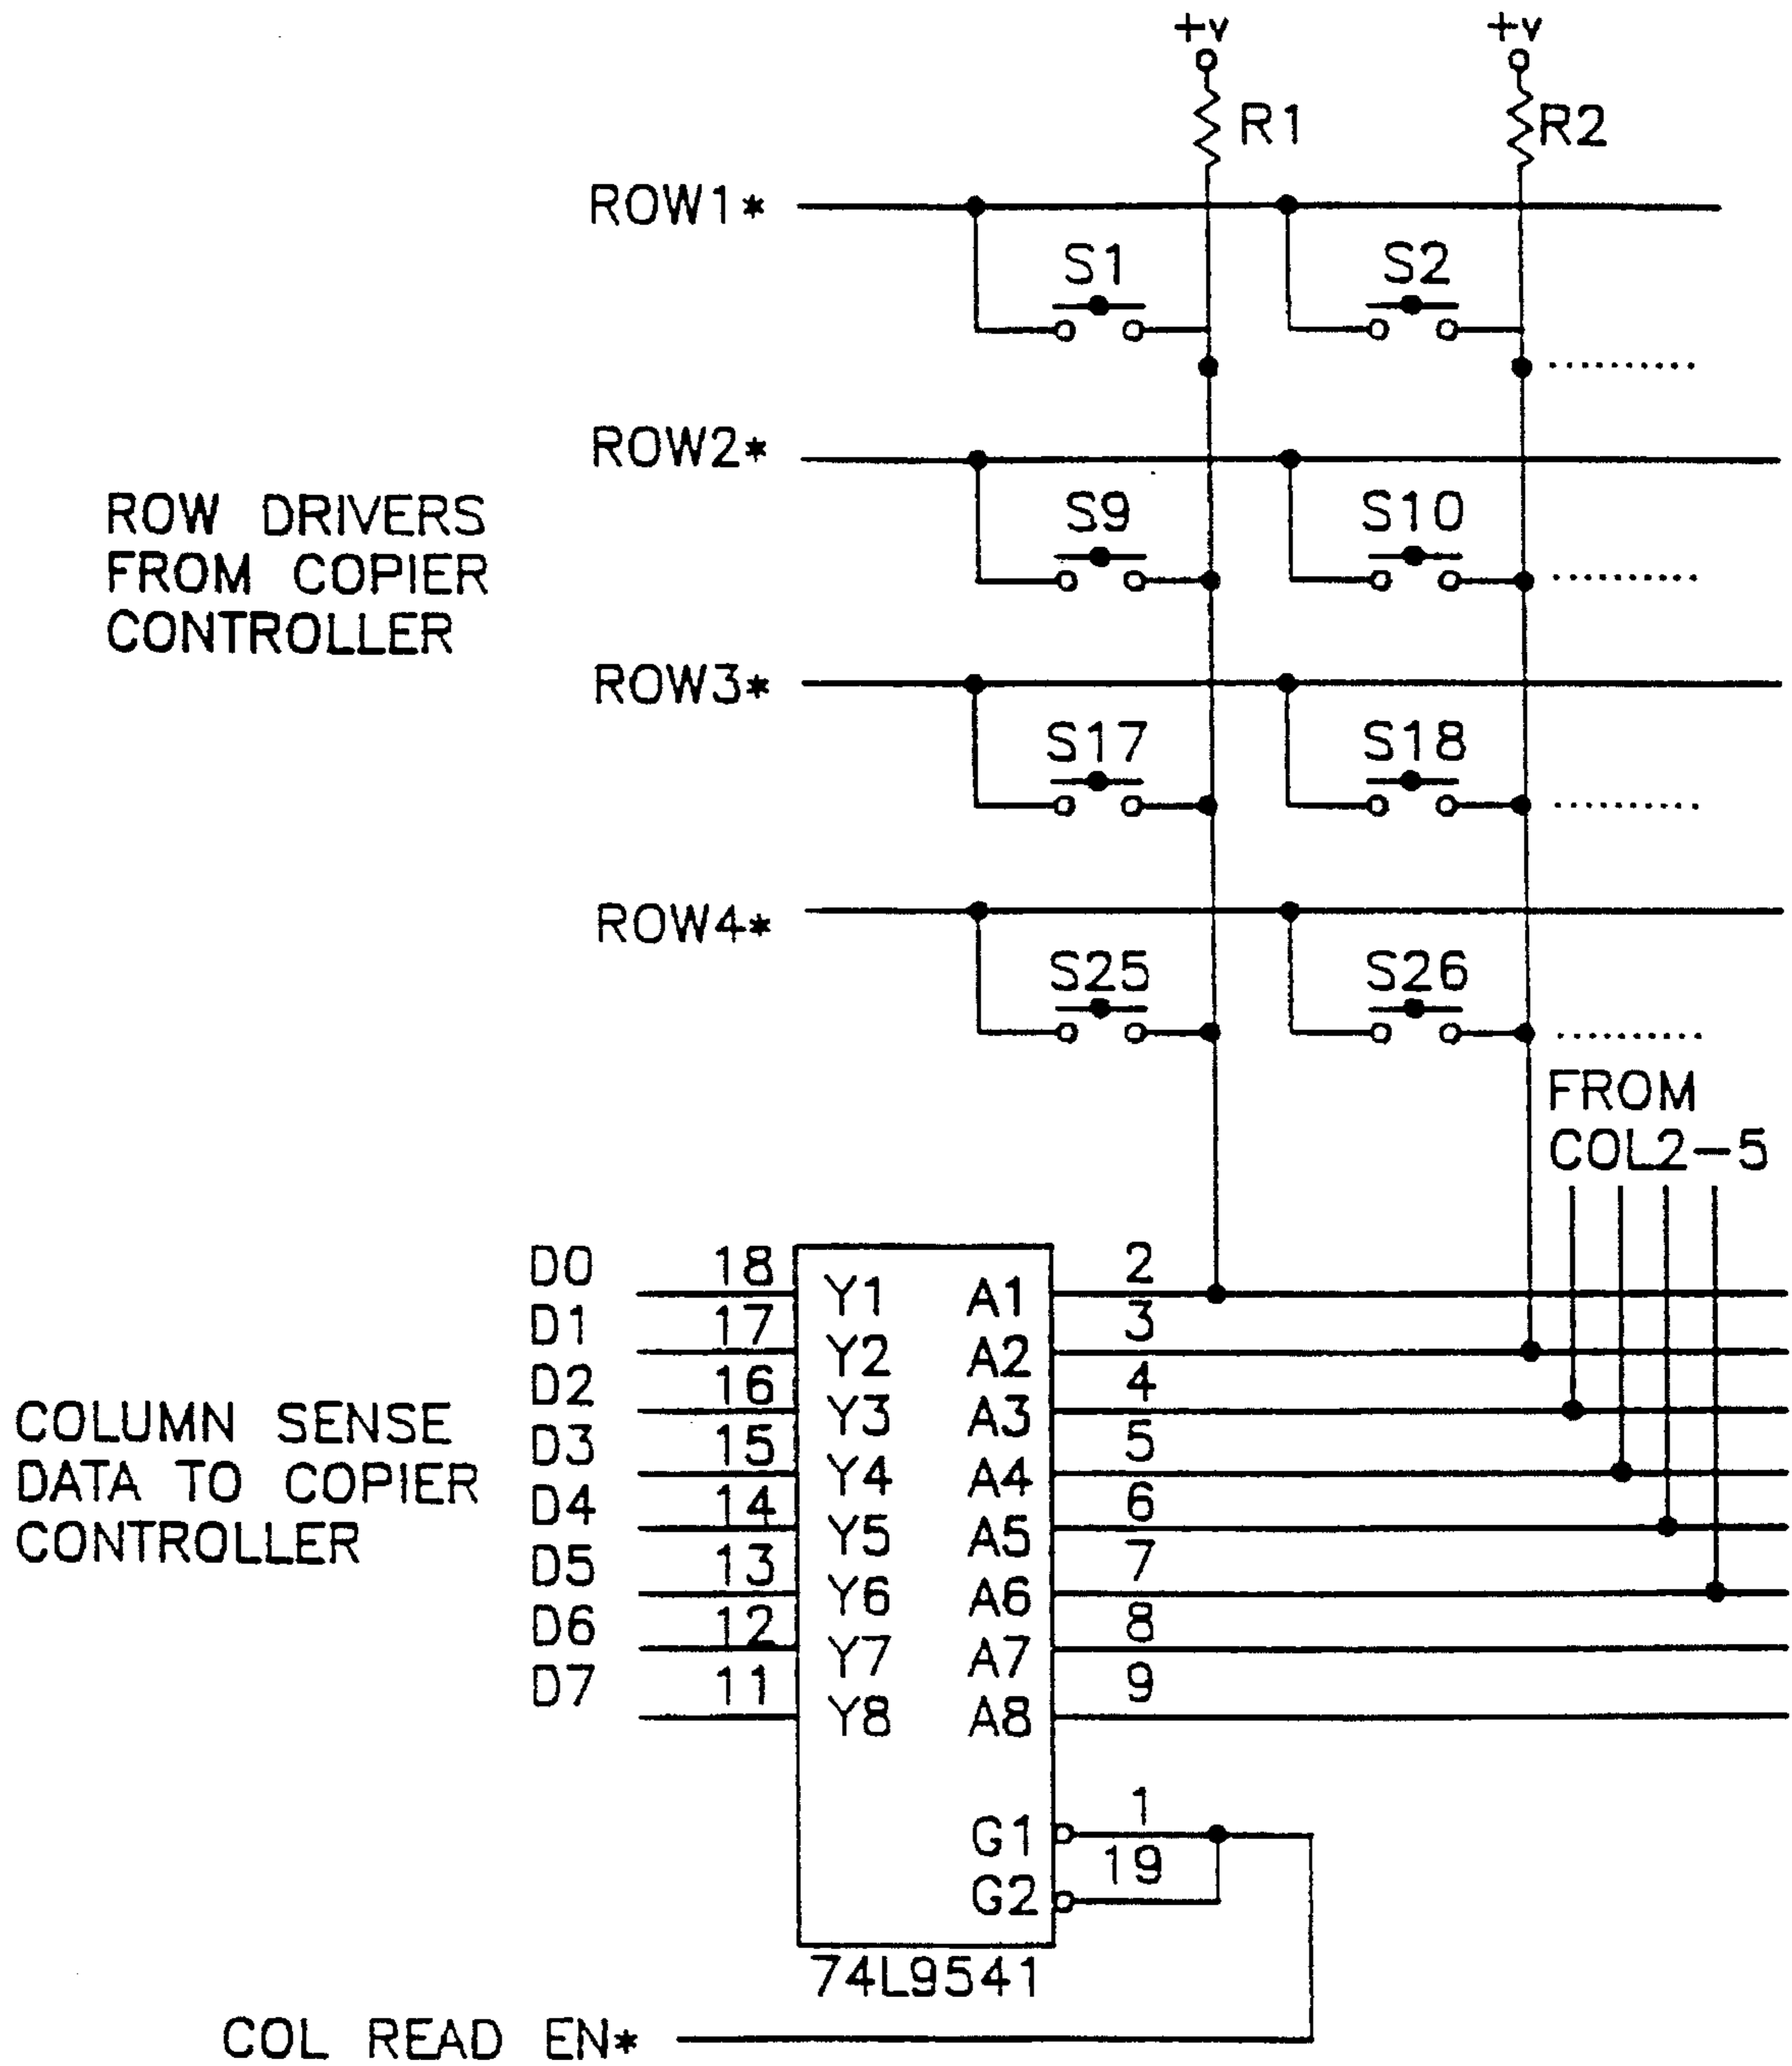 +v +v
R1 R2
ROW1*
S1 S2
ROW2*
ROW DRIVERS
FROM COPIER
CONTROLLER
S9 S10
ROW3*
S17 S18
ROW4*
S25 S26
FROM
COL2-5
COLUMN SENSE
DATA TO COPIER
CONTROLLER
D0 18 Y1 A1 2
D1 17 Y2 A2 3
D2 16 Y3 A3 4
D3 15 Y4 A4 5
D4 14 Y5 A5 6
D5 13 Y6 A6 7
D6 12 Y7 A7 8
D7 11 Y8 A8 9
G1 1
G2 19
74L9541
COL READ EN*